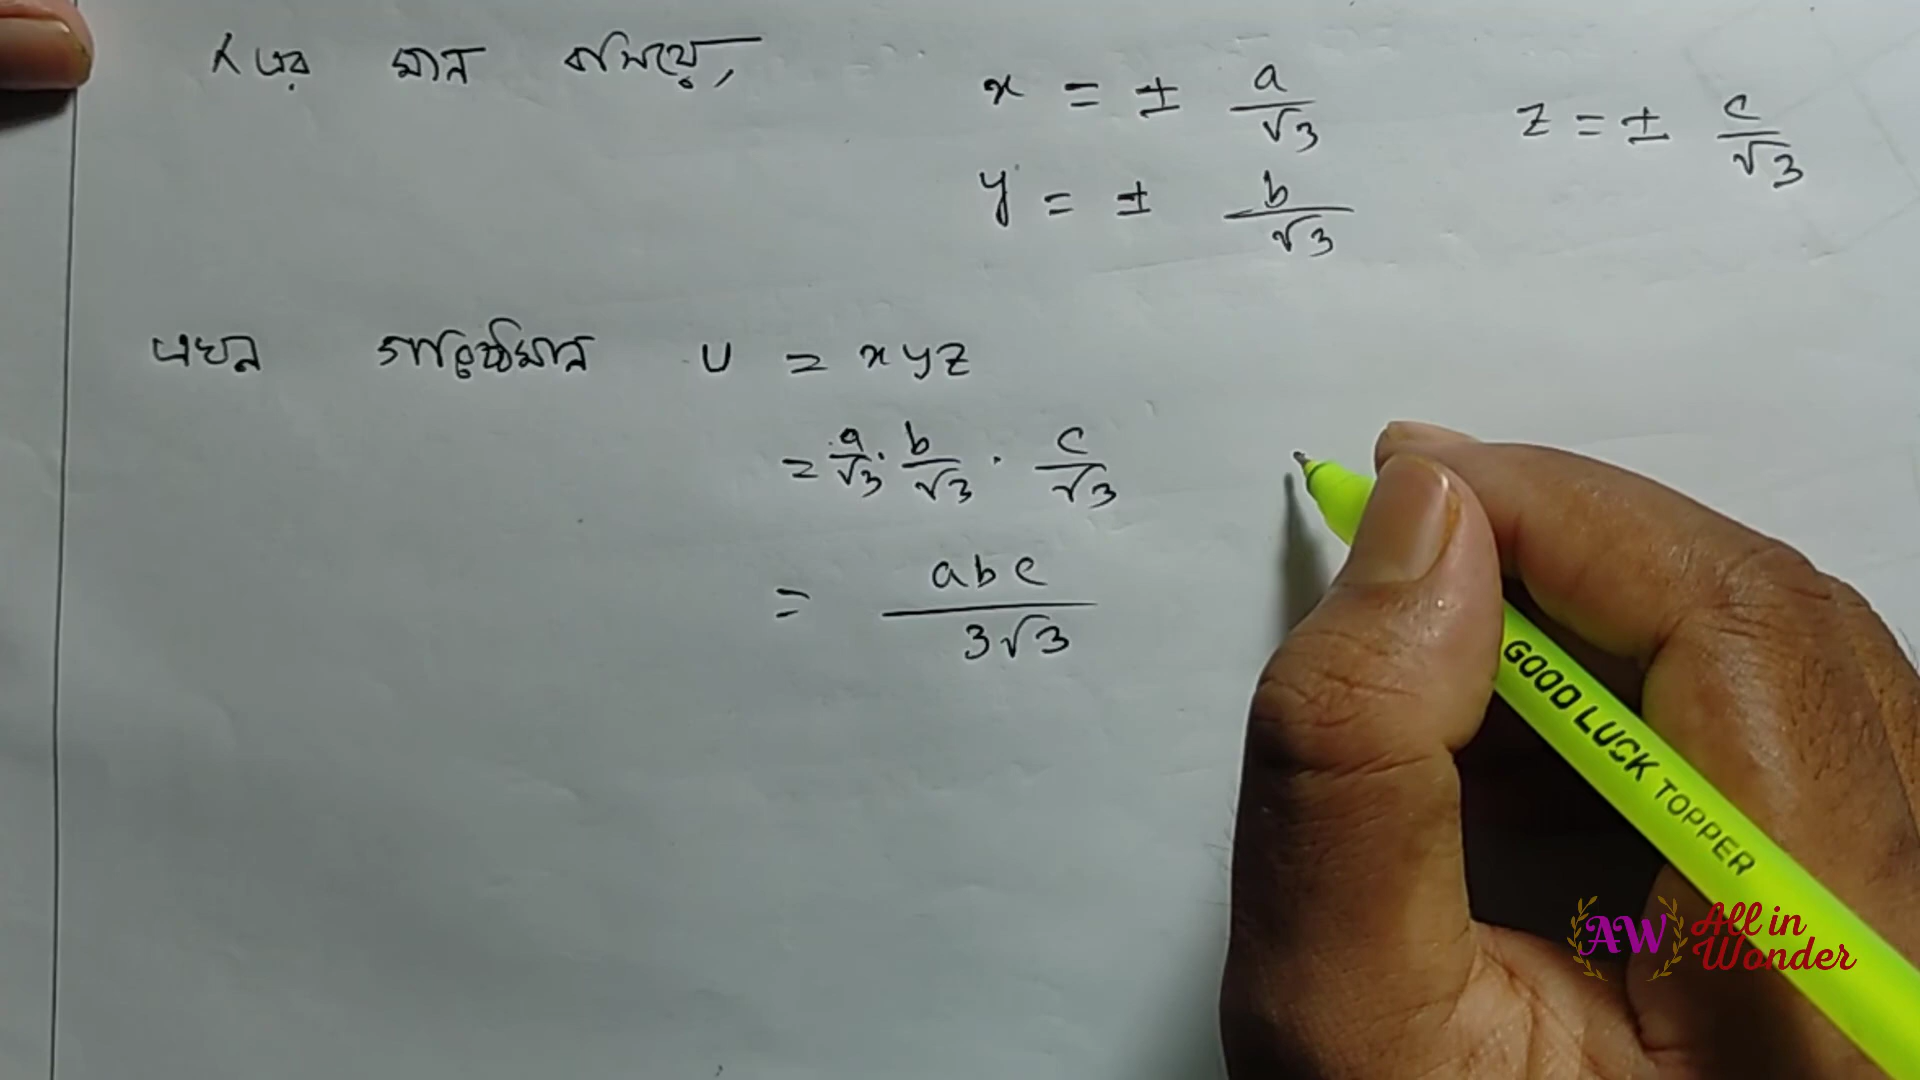 λ এর মান বসিয়ে, x = ± a/√3 z = ± c/√3
y = ± b/√3
এখন গরিষ্ঠমান u = xyz
= a/√3 · b/√3 · c/√3
= abc/3√3
GOOD LUCK TOPPER
AW All in Wonder